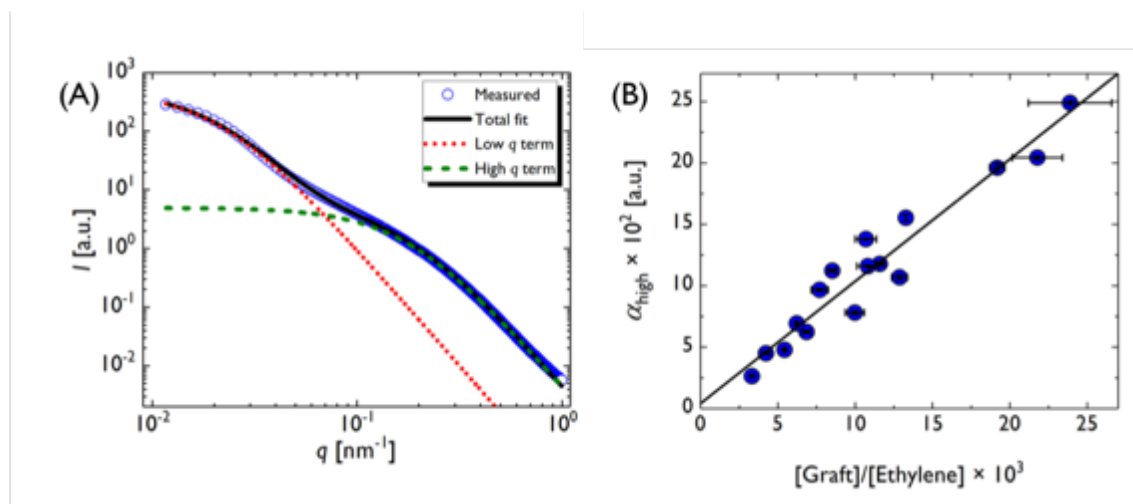 (A)
10³
10²
10¹
10⁰
10⁻¹
10⁻²
I [a.u.]
10⁻² 10⁻¹ 10⁰
q [nm⁻¹]
Measured
Total fit
Low q term
High q term
(B)
25
20
15
10
5
0
α_high × 10² [a.u.]
0 5 10 15 20 25
[Graft]/[Ethylene] × 10³